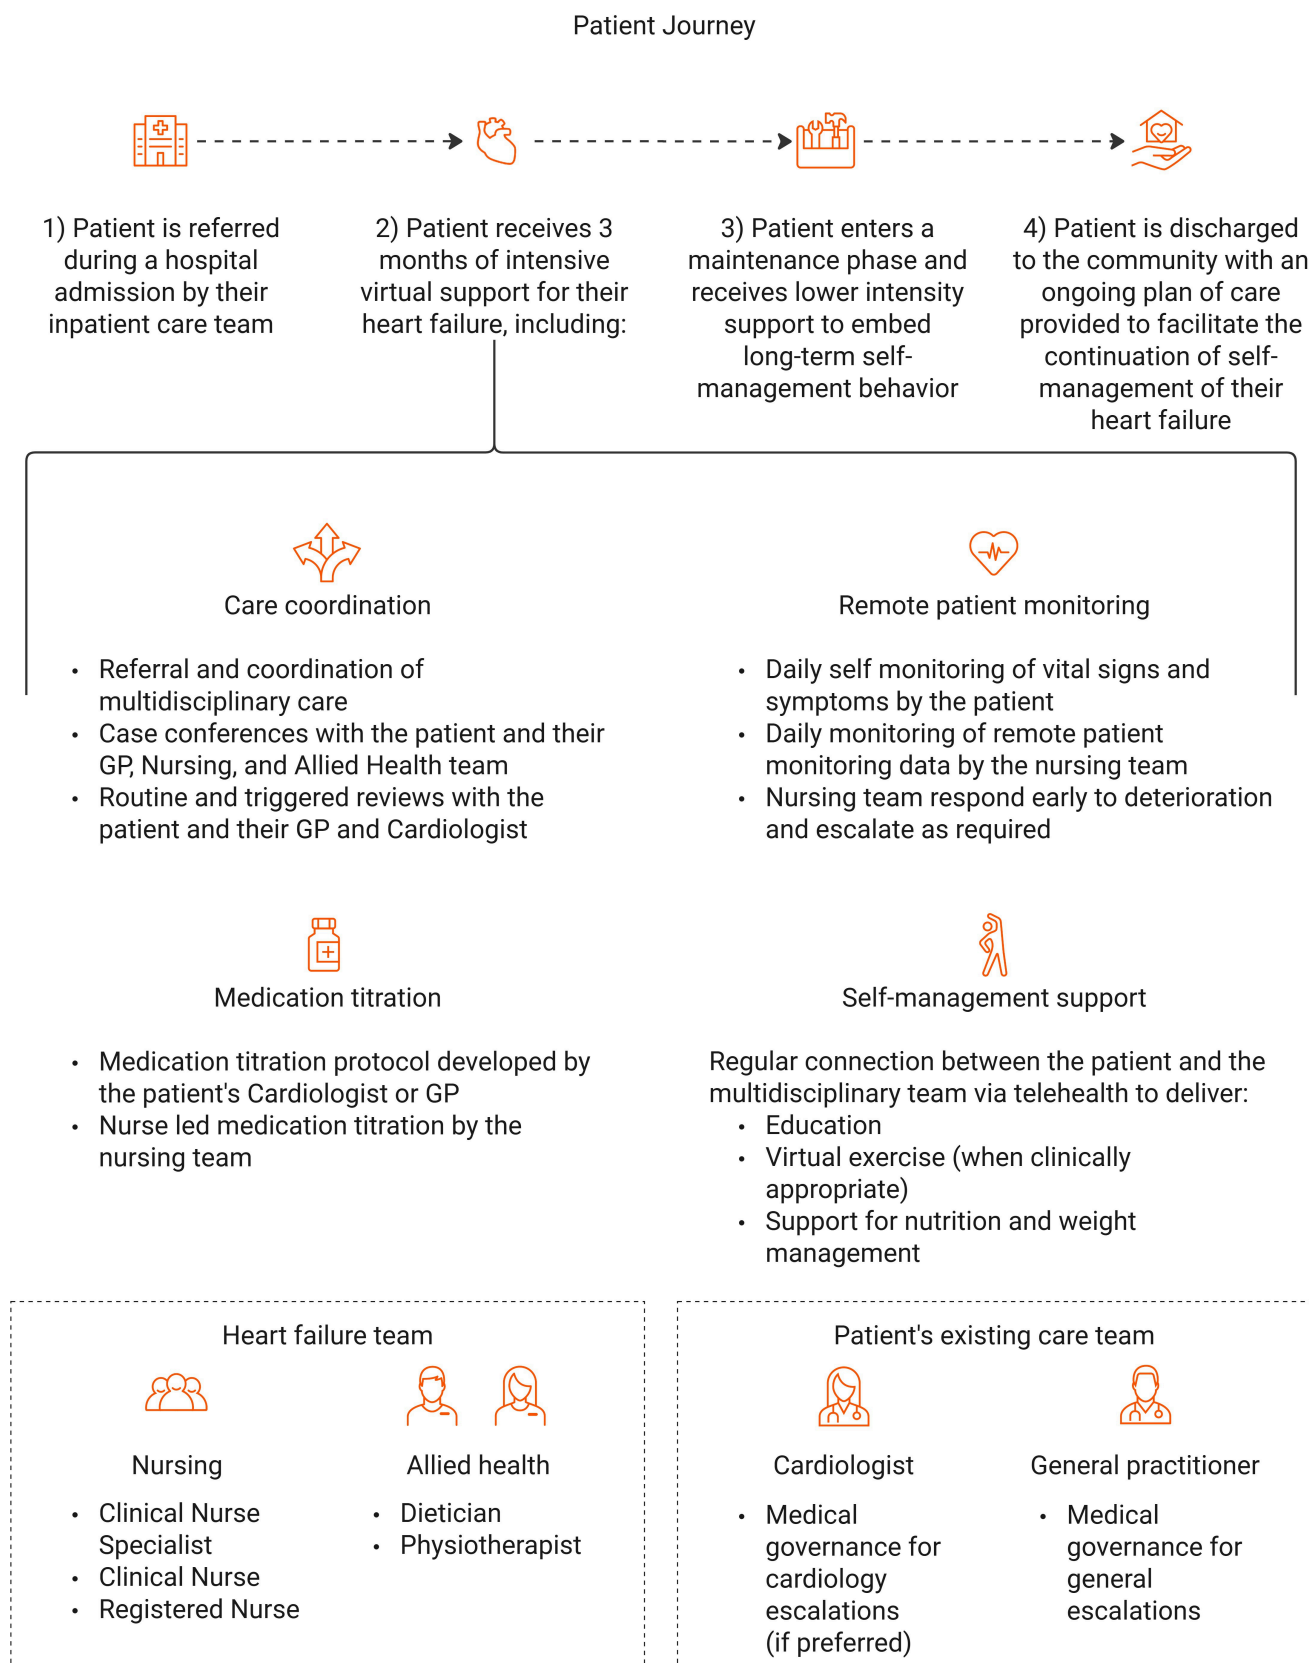 Patient Journey
1) Patient is referred
during a hospital
admission by their
inpatient care team
2) Patient receives 3
months of intensive
virtual support for their
heart failure, including:
3) Patient enters a
maintenance phase and
receives lower intensity
support to embed
long-term self-
management behavior
4) Patient is discharged
to the community with an
ongoing plan of care
provided to facilitate the
continuation of self-
management of their
heart failure
Care coordination
• Referral and coordination of
multidisciplinary care
• Case conferences with the patient and their
GP, Nursing, and Allied Health team
• Routine and triggered reviews with the
patient and their GP and Cardiologist
Remote patient monitoring
• Daily self monitoring of vital signs and
symptoms by the patient
• Daily monitoring of remote patient
monitoring data by the nursing team
• Nursing team respond early to deterioration
and escalate as required
Medication titration
• Medication titration protocol developed by
the patient's Cardiologist or GP
• Nurse led medication titration by the
nursing team
Self-management support
Regular connection between the patient and the
multidisciplinary team via telehealth to deliver:
• Education
• Virtual exercise (when clinically
appropriate)
• Support for nutrition and weight
management
Heart failure team
Nursing
• Clinical Nurse
Specialist
• Clinical Nurse
• Registered Nurse
Allied health
• Dietician
• Physiotherapist
Patient's existing care team
Cardiologist
• Medical
governance for
cardiology
escalations
(if preferred)
General practitioner
• Medical
governance for
general
escalations